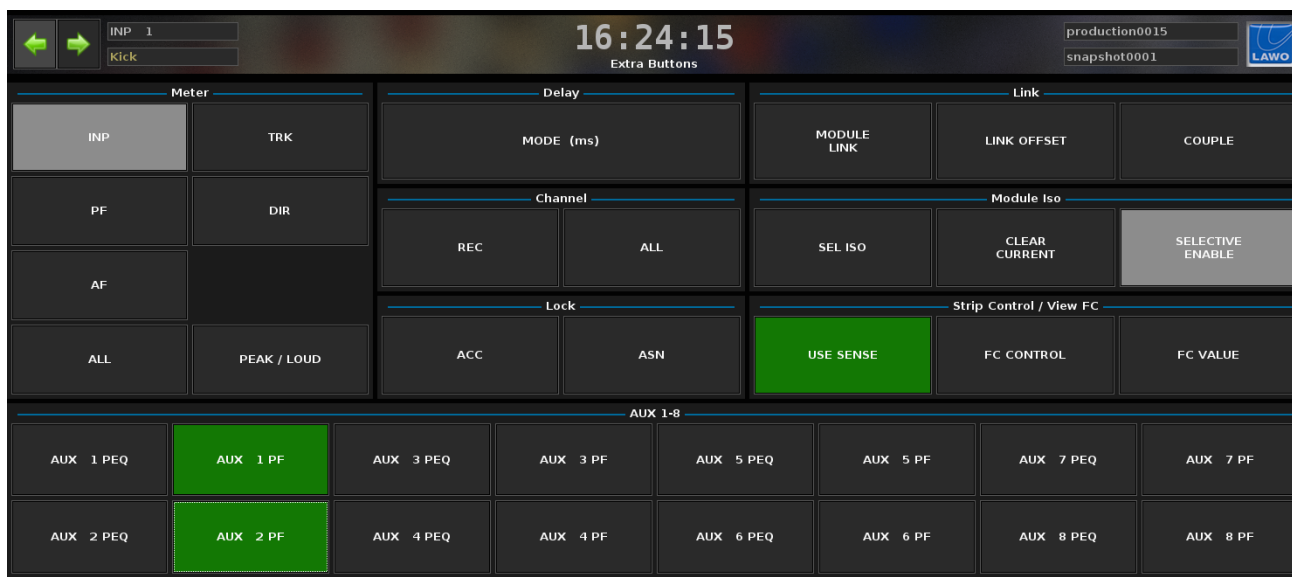 INP 1
Kick
16:24:15
Extra Buttons
production0015
snapshot0001
LAWO
Meter
INP
TRK
PF
DIR
AF
ALL
PEAK / LOUD
Delay
MODE (ms)
Channel
REC
ALL
Lock
ACC
ASN
Link
MODULE
LINK
LINK OFFSET
COUPLE
Module Iso
SEL ISO
CLEAR
CURRENT
SELECTIVE
ENABLE
Strip Control / View FC
USE SENSE
FC CONTROL
FC VALUE
AUX 1-8
AUX 1 PEQ
AUX 1 PF
AUX 3 PEQ
AUX 3 PF
AUX 5 PEQ
AUX 5 PF
AUX 7 PEQ
AUX 7 PF
AUX 2 PEQ
AUX 2 PF
AUX 4 PEQ
AUX 4 PF
AUX 6 PEQ
AUX 6 PF
AUX 8 PEQ
AUX 8 PF